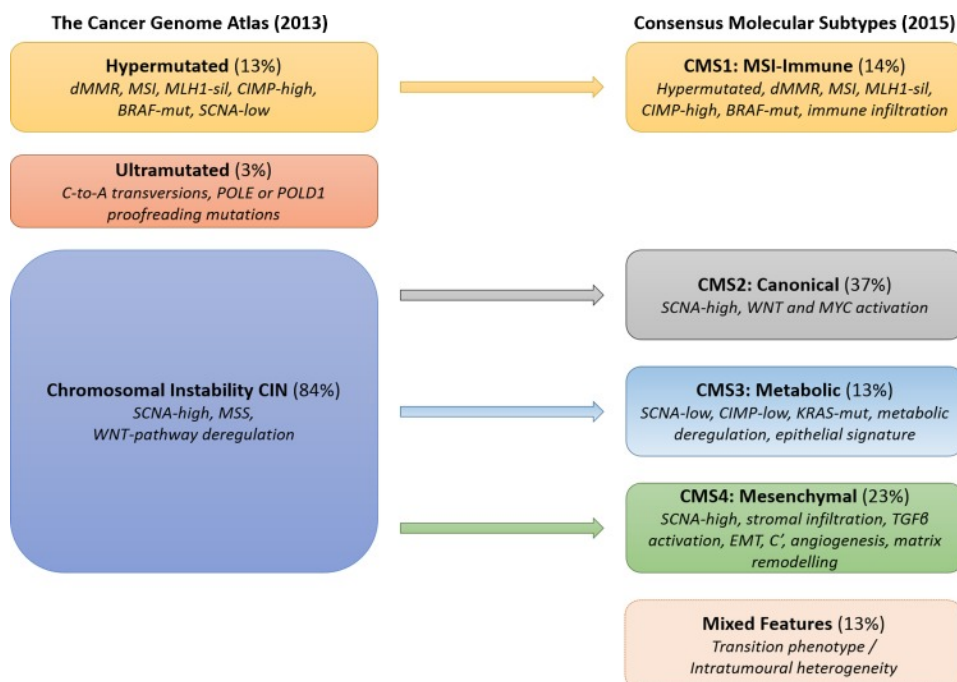 The Cancer Genome Atlas (2013)
Hypermutated (13%)
dMMR, MSI, MLH1-sil, CIMP-high,
BRAF-mut, SCNA-low
Ultramutated (3%)
C-to-A transversions, POLE or POLD1
proofreading mutations
Chromosomal Instability CIN (84%)
SCNA-high, MSS,
WNT-pathway deregulation
Consensus Molecular Subtypes (2015)
CMS1: MSI-Immune (14%)
Hypermutated, dMMR, MSI, MLH1-sil,
CIMP-high, BRAF-mut, immune infiltration
CMS2: Canonical (37%)
SCNA-high, WNT and MYC activation
CMS3: Metabolic (13%)
SCNA-low, CIMP-low, KRAS-mut, metabolic
deregulation, epithelial signature
CMS4: Mesenchymal (23%)
SCNA-high, stromal infiltration, TGFβ
activation, EMT, C’, angiogenesis, matrix
remodelling
Mixed Features (13%)
Transition phenotype /
Intratumoural heterogeneity